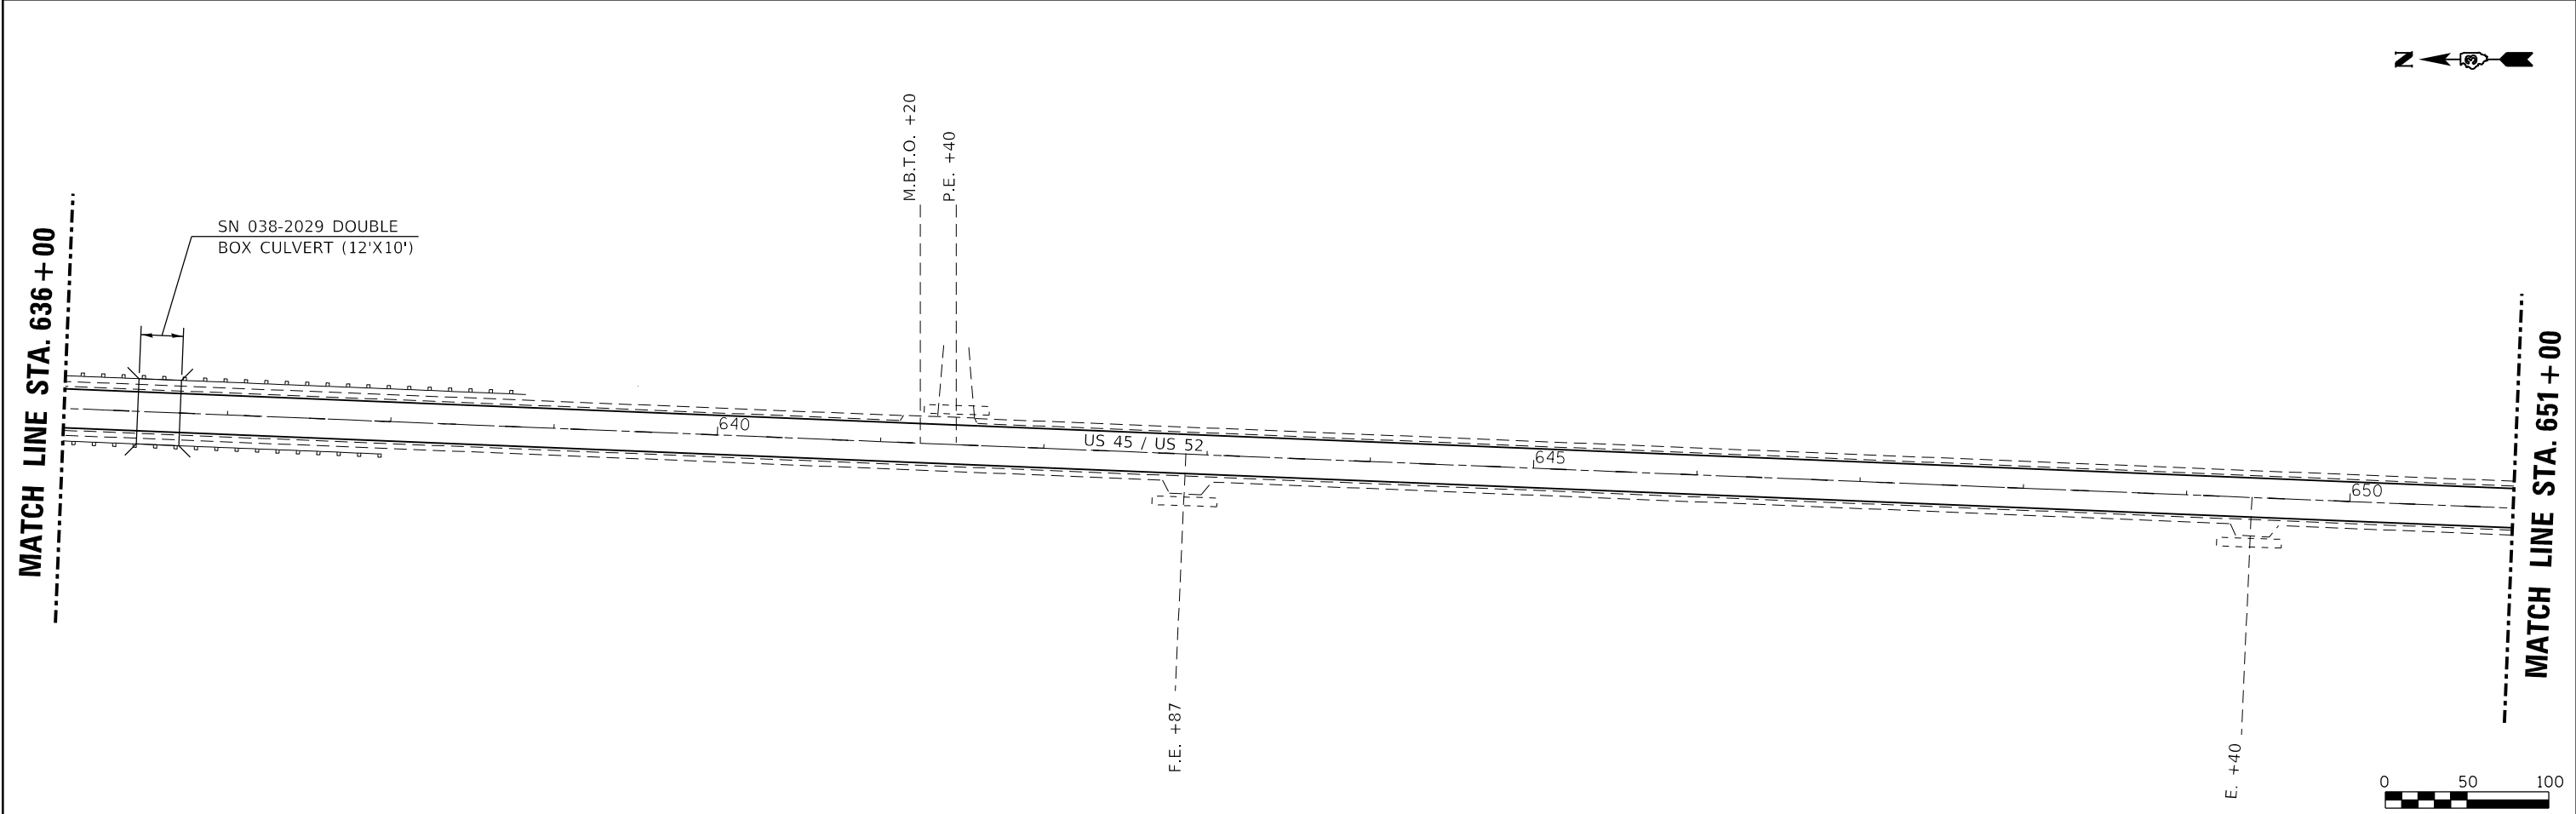 N
M.B.T.O. +20
P.E. +40
SN 038-2029 DOUBLE
BOX CULVERT (12'X10')
MATCH LINE STA. 636+00
640
US 45 / US 52
645
650
MATCH LINE STA. 651+00
F.E. +87
E. +40
0 50 100